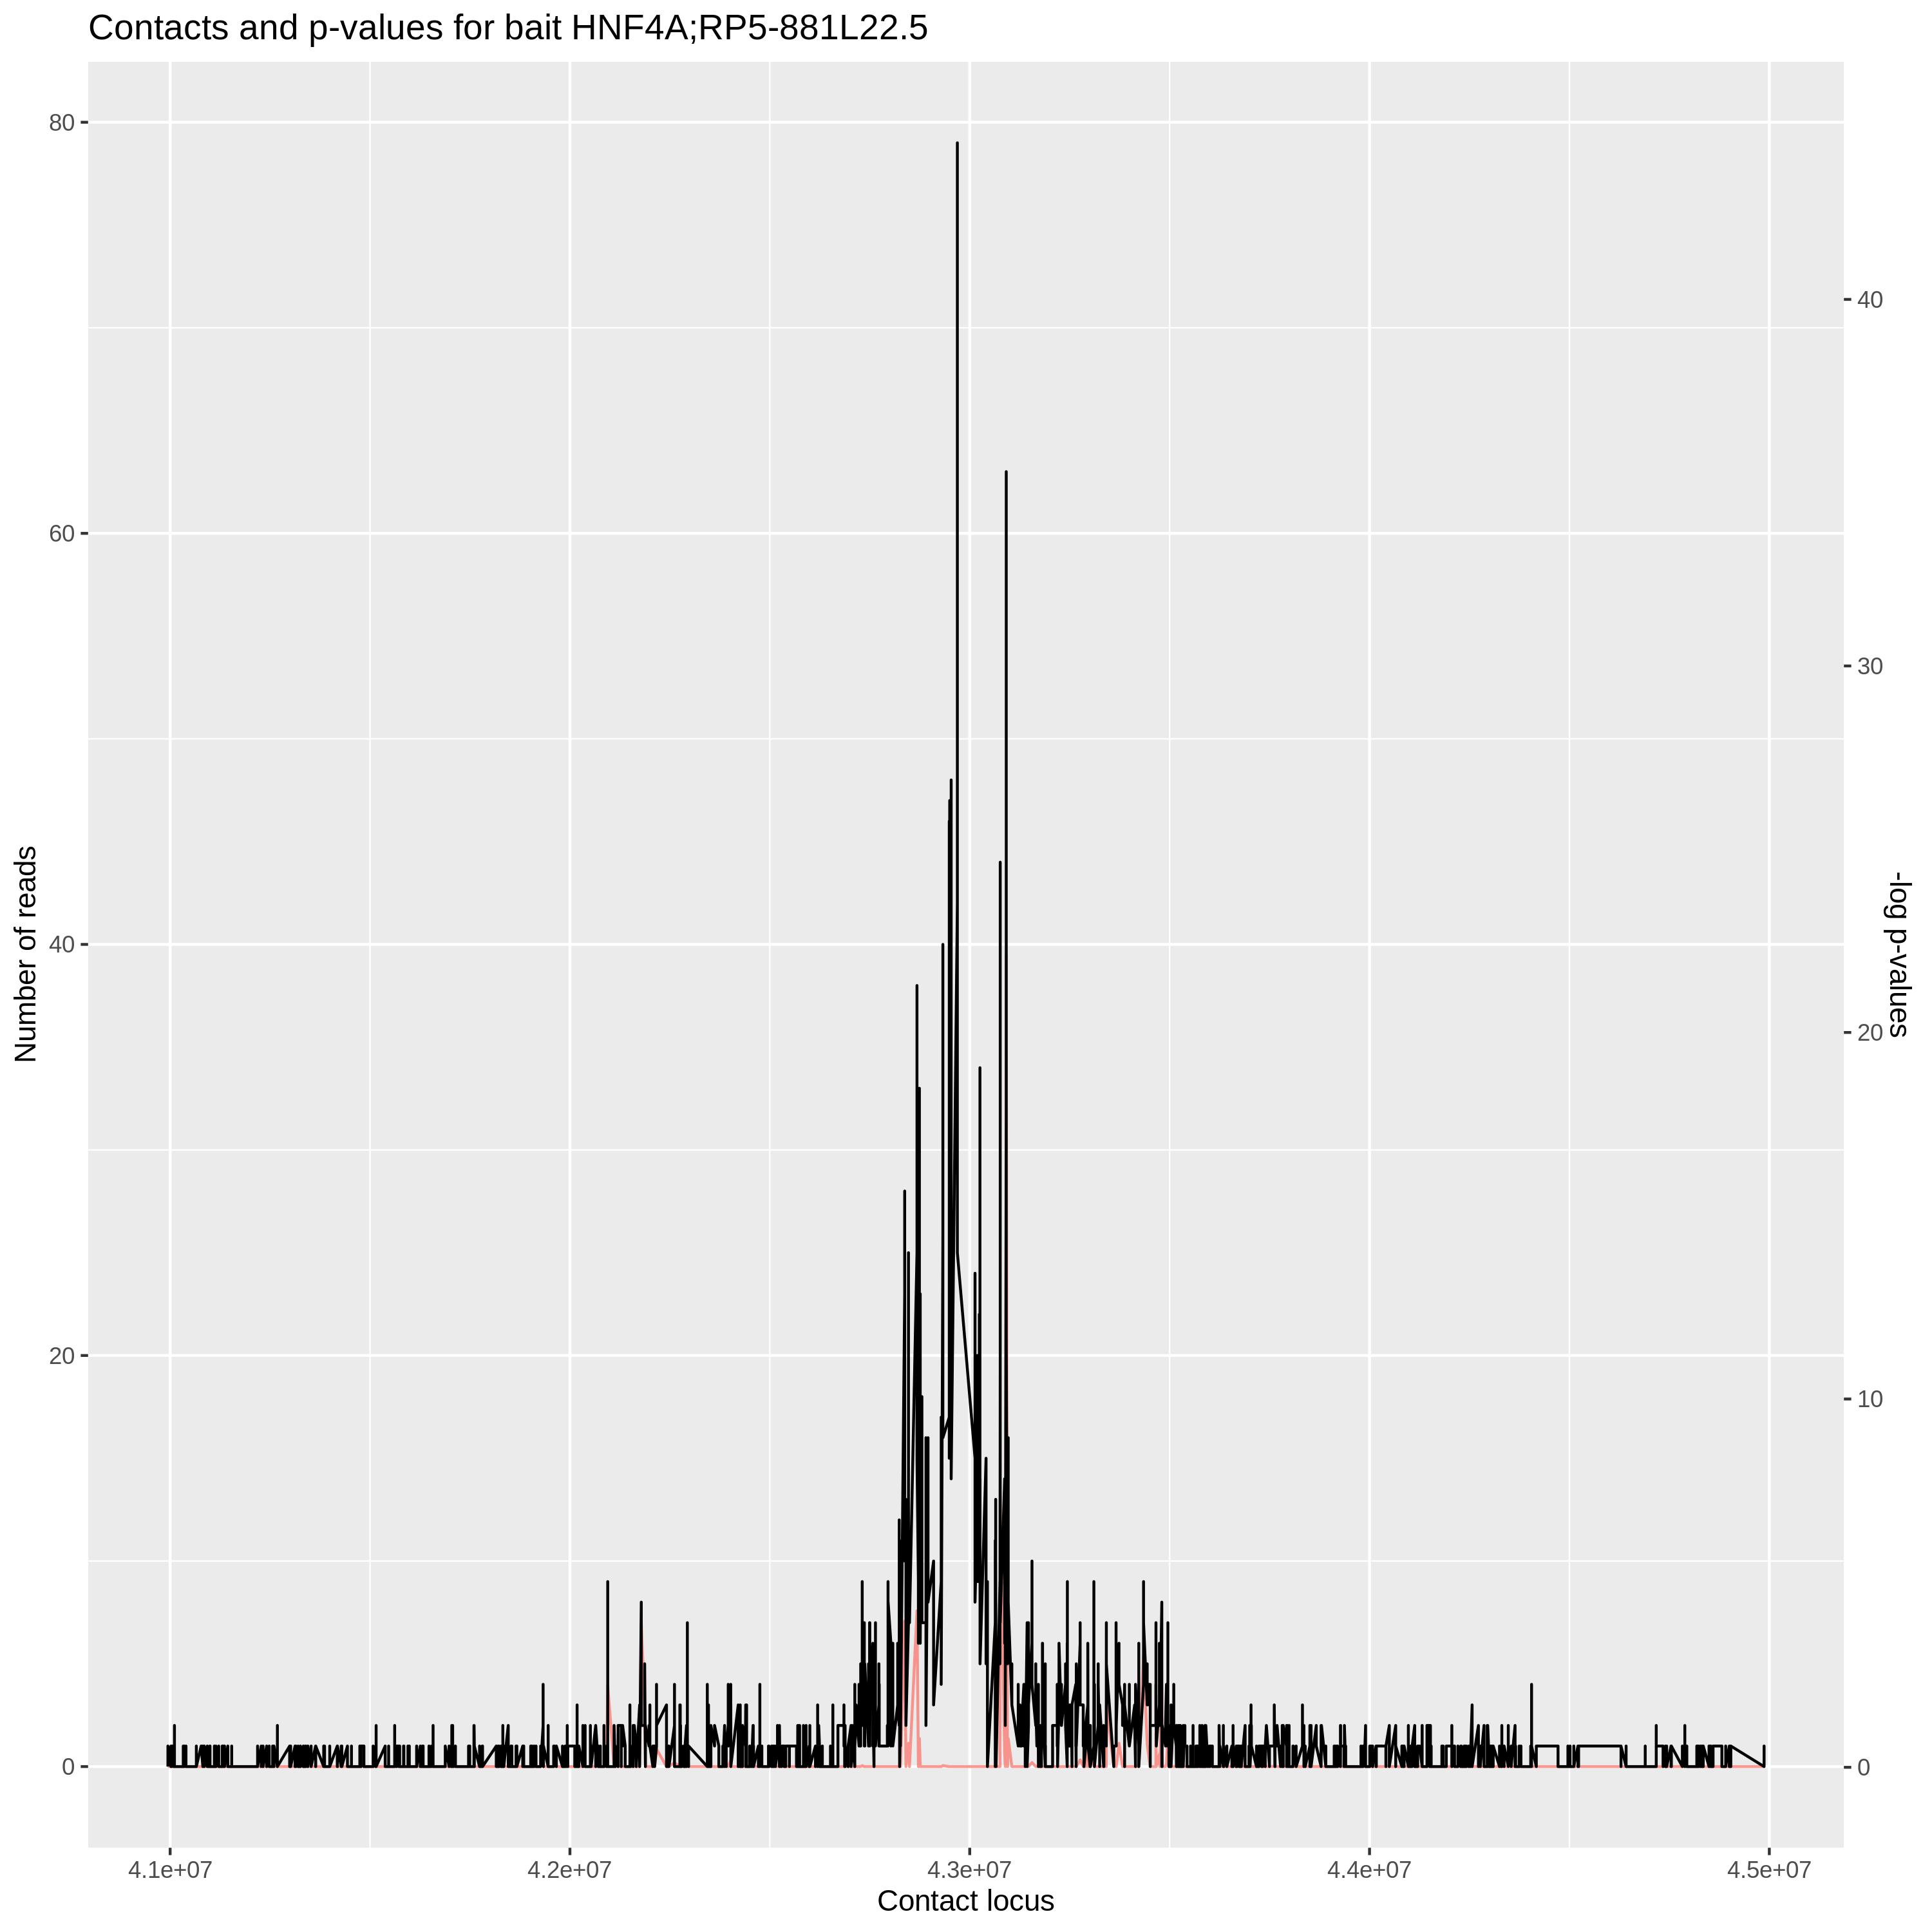 Contacts and p-values for bait HNF4A;RP5-881L22.5
80
60
40
20
0
Number of reads
40
30
20
10
0
-log p-values
4.1e+07 4.2e+07 4.3e+07 4.4e+07 4.5e+07
Contact locus